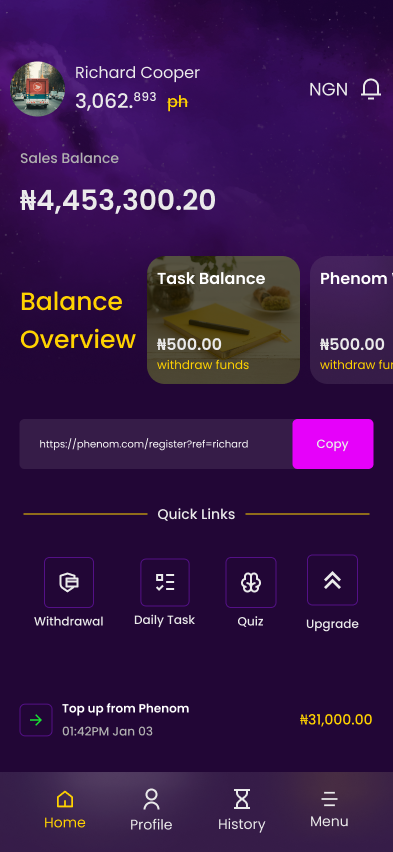 Richard Cooper
3,062.⁸⁹³ ph
NGN
Sales Balance
₦4,453,300.20
Balance
Overview
Task Balance
₦500.00
withdraw funds
Phenom
₦500.00
withdraw fu
https://phenom.com/register?ref=richard
Copy
Quick Links
Withdrawal
Daily Task
Quiz
Upgrade
Top up from Phenom
01:42PM Jan 03
₦31,000.00
Home
Profile
History
Menu